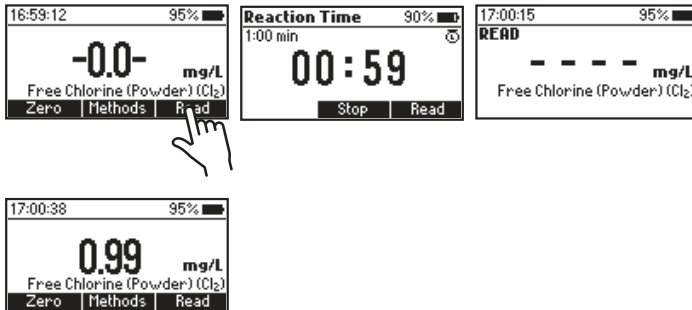 16:59:12 95%
-0.0- mg/L
Free Chlorine (Powder) (Cl₂)
Zero Methods Read
Reaction Time 90%
1:00 min
00:59
Stop Read
17:00:15 95%
READ
- - - - mg/L
Free Chlorine (Powder) (Cl₂)
17:00:38 95%
0.99 mg/L
Free Chlorine (Powder) (Cl₂)
Zero Methods Read